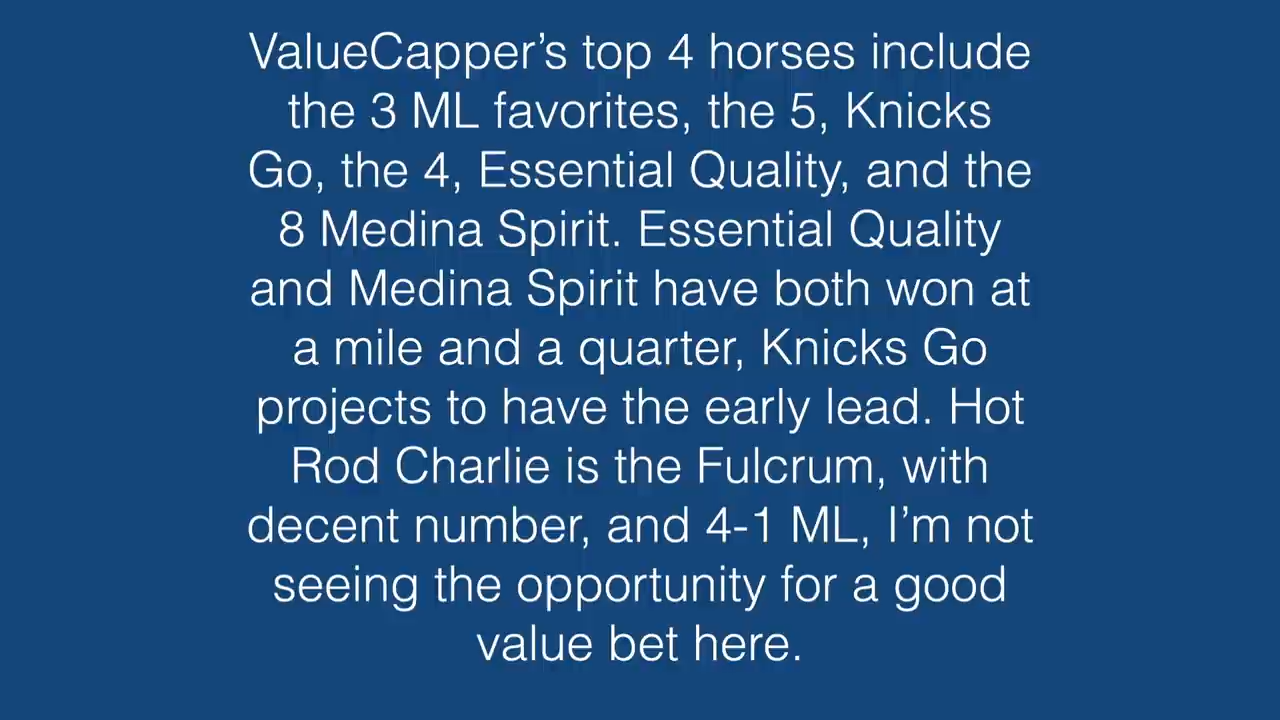 ValueCapper’s top 4 horses include
the 3 ML favorites, the 5, Knicks
Go, the 4, Essential Quality, and the
8 Medina Spirit. Essential Quality
and Medina Spirit have both won at
a mile and a quarter, Knicks Go
projects to have the early lead. Hot
Rod Charlie is the Fulcrum, with
decent number, and 4-1 ML, I’m not
seeing the opportunity for a good
value bet here.